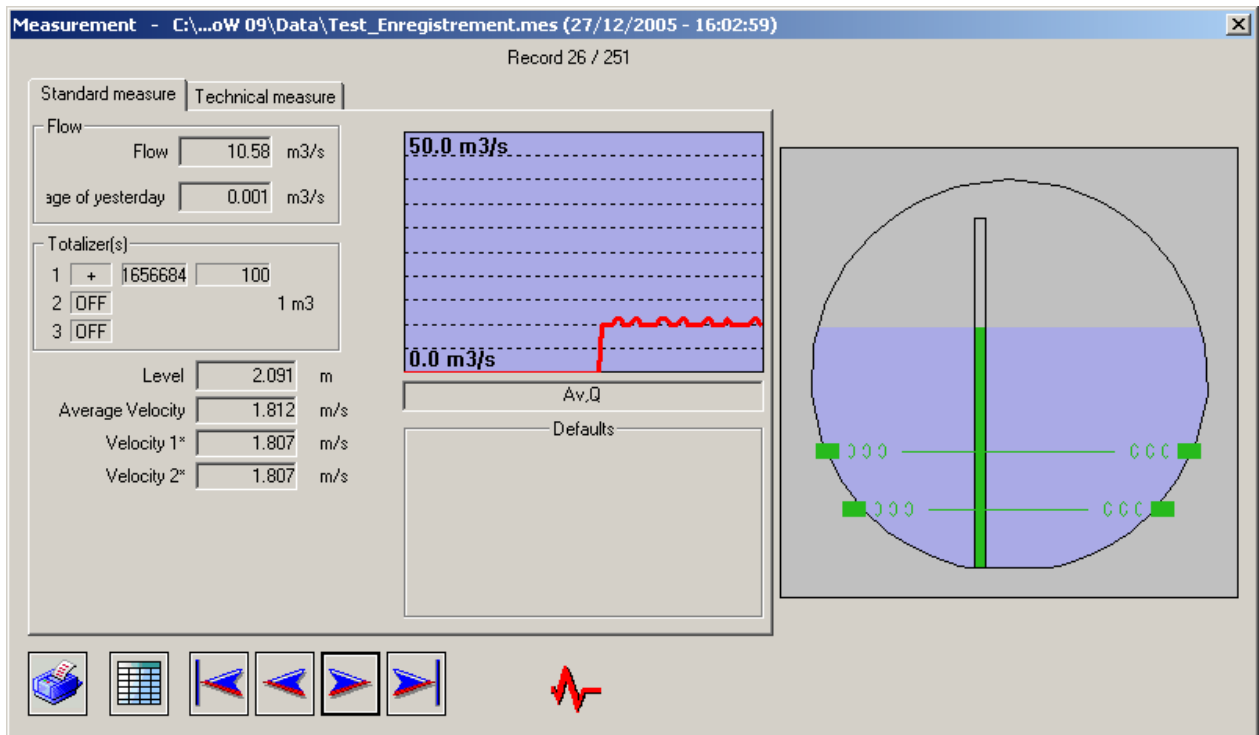 Measurement - C:\...oW 09\Data\Test_Enregistrement.mes (27/12/2005 - 16:02:59)
Record 26 / 251
Standard measure Technical measure
Flow
Flow 10.58 m3/s
age of yesterday 0.001 m3/s
Totalizer(s)
1 + 1656684 100
2 OFF 1 m3
3 OFF
Level 2.091 m
Average Velocity 1.812 m/s
Velocity 1* 1.807 m/s
Velocity 2* 1.807 m/s
50.0 m3/s
0.0 m3/s
Av,Q
Defaults